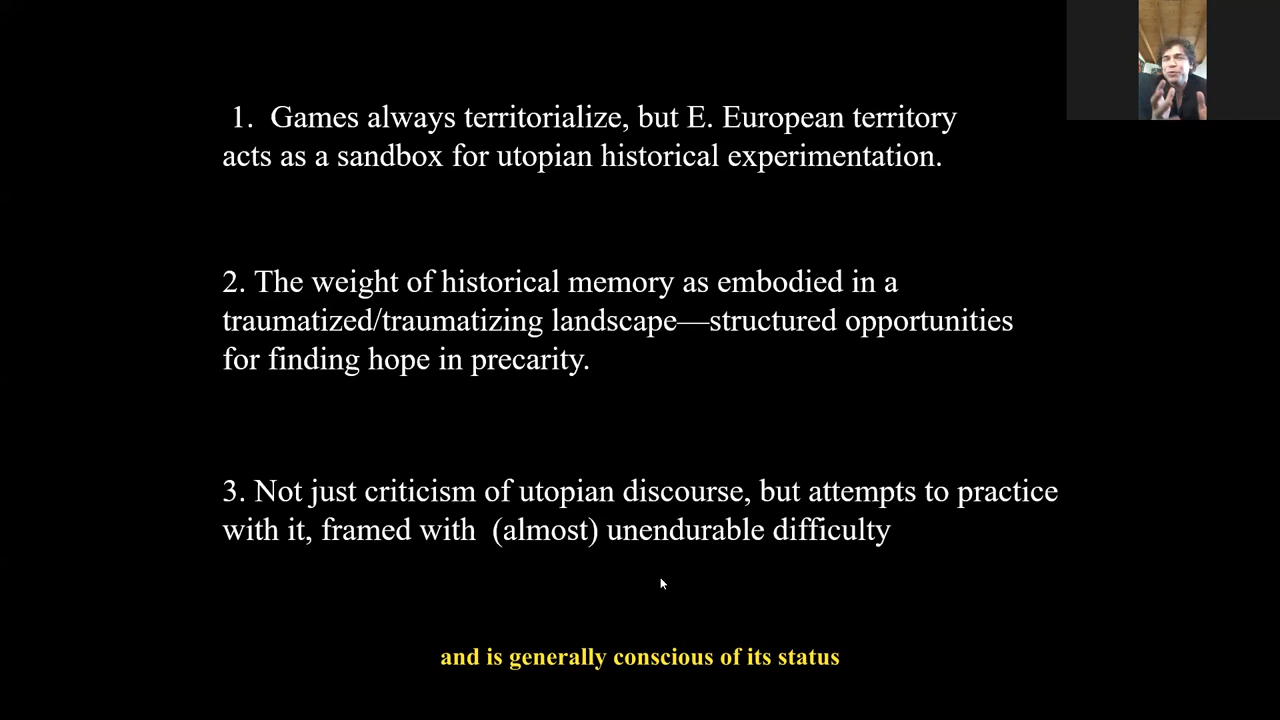 1. Games always territorialize, but E. European territory
acts as a sandbox for utopian historical experimentation.
2. The weight of historical memory as embodied in a
traumatized/traumatizing landscape—structured opportunities
for finding hope in precarity.
3. Not just criticism of utopian discourse, but attempts to practice
with it, framed with (almost) unendurable difficulty
and is generally conscious of its status